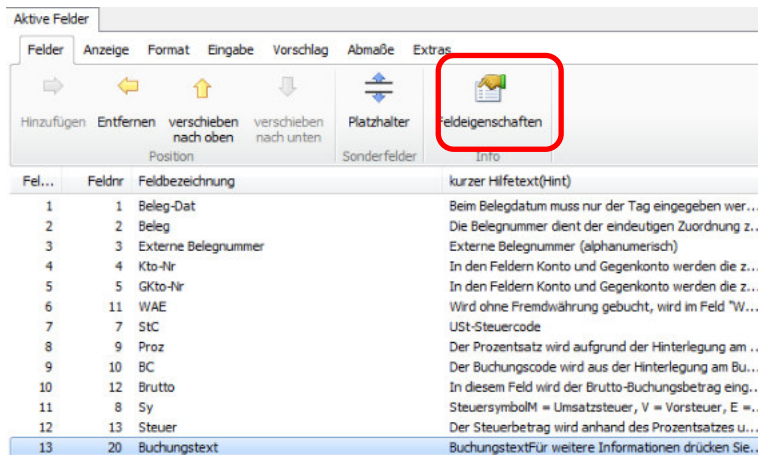 Aktive Felder
Felder Anzeige Format Eingabe Vorschlag Abmaße Extras
Hinzufügen Entfernen verschieben nach oben verschieben nach unten Platzhalter Feldeigenschaften
Position Sonderfelder Info
Fel... Feldnr Feldbezeichnung kurzer Hilfetext(Hint)
1 1 Beleg-Dat Beim Belegdatum muss nur der Tag eingegeben wer...
2 2 Beleg Die Belegnummer dient der eindeutigen Zuordnung z...
3 3 Externe Belegnummer Externe Belegnummer (alphanumerisch)
4 4 Kto-Nr In den Feldern Konto und Gegenkonto werden die z...
5 5 GKto-Nr In den Feldern Konto und Gegenkonto werden die z...
6 11 WAE Wird ohne Fremdwährung gebucht, wird im Feld "W...
7 7 StC USt-Steuercode
8 9 Proz Der Prozentsatz wird aufgrund der Hinterlegung am ...
9 10 BC Der Buchungscode wird aus der Hinterlegung am Bu...
10 12 Brutto In diesem Feld wird der Brutto-Buchungsbetrag eing...
11 8 Sy SteuersymbolM = Umsatzsteuer, V = Vorsteuer, E =...
12 13 Steuer Der Steuerbetrag wird anhand des Prozentsatzes u...
13 20 Buchungstext BuchungstextFür weitere Informationen drücken Sie...